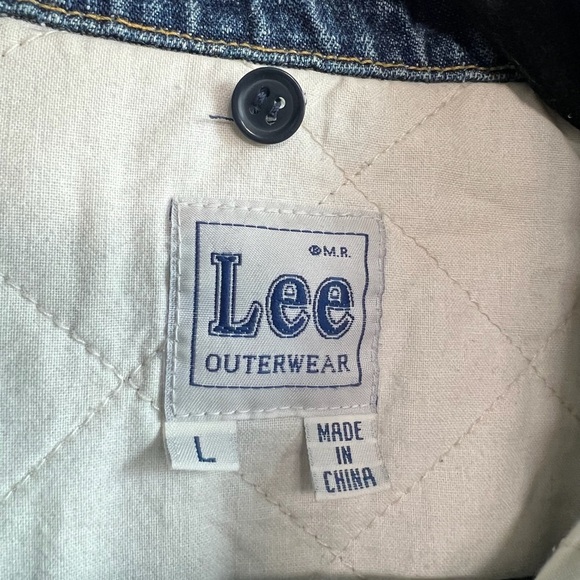 ® M.R.
Lee
OUTERWEAR
L
MADE
IN
CHINA